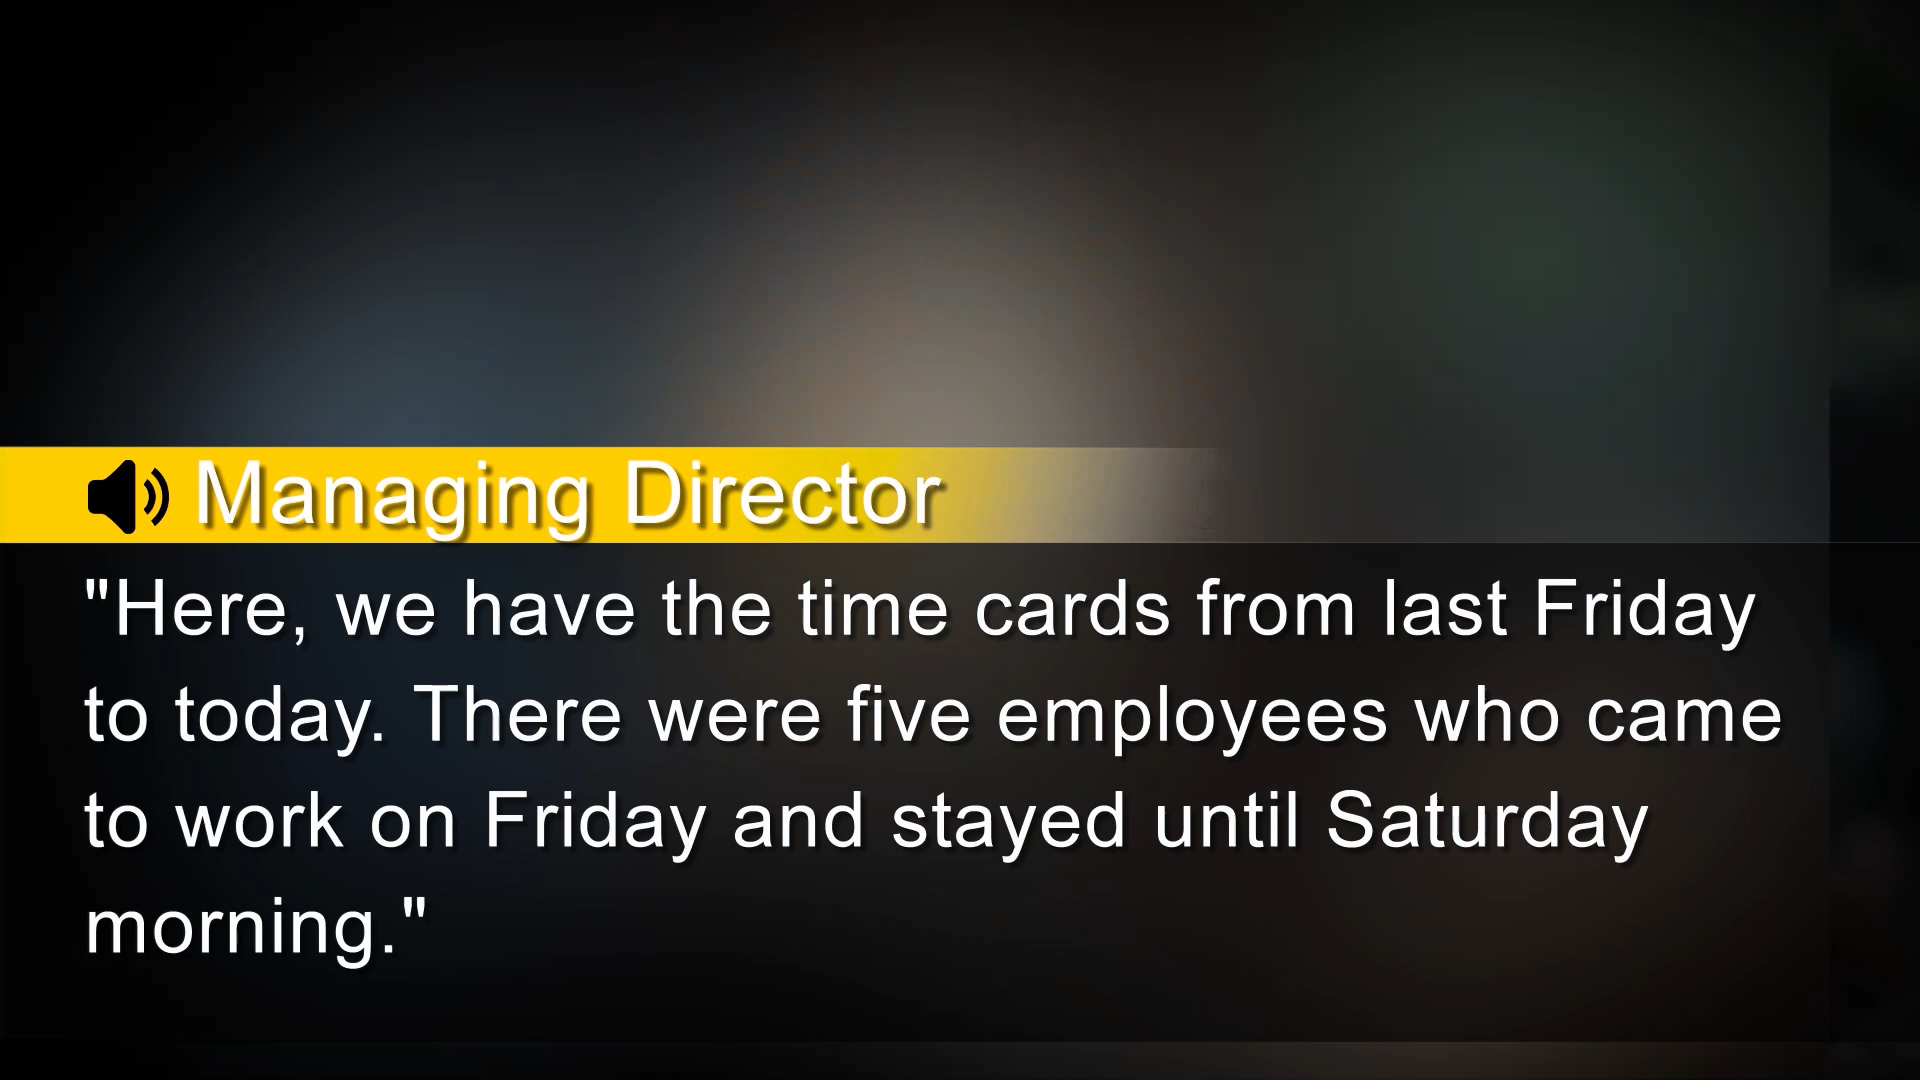 Managing Director
"Here, we have the time cards from last Friday
to today. There were five employees who came
to work on Friday and stayed until Saturday
morning."